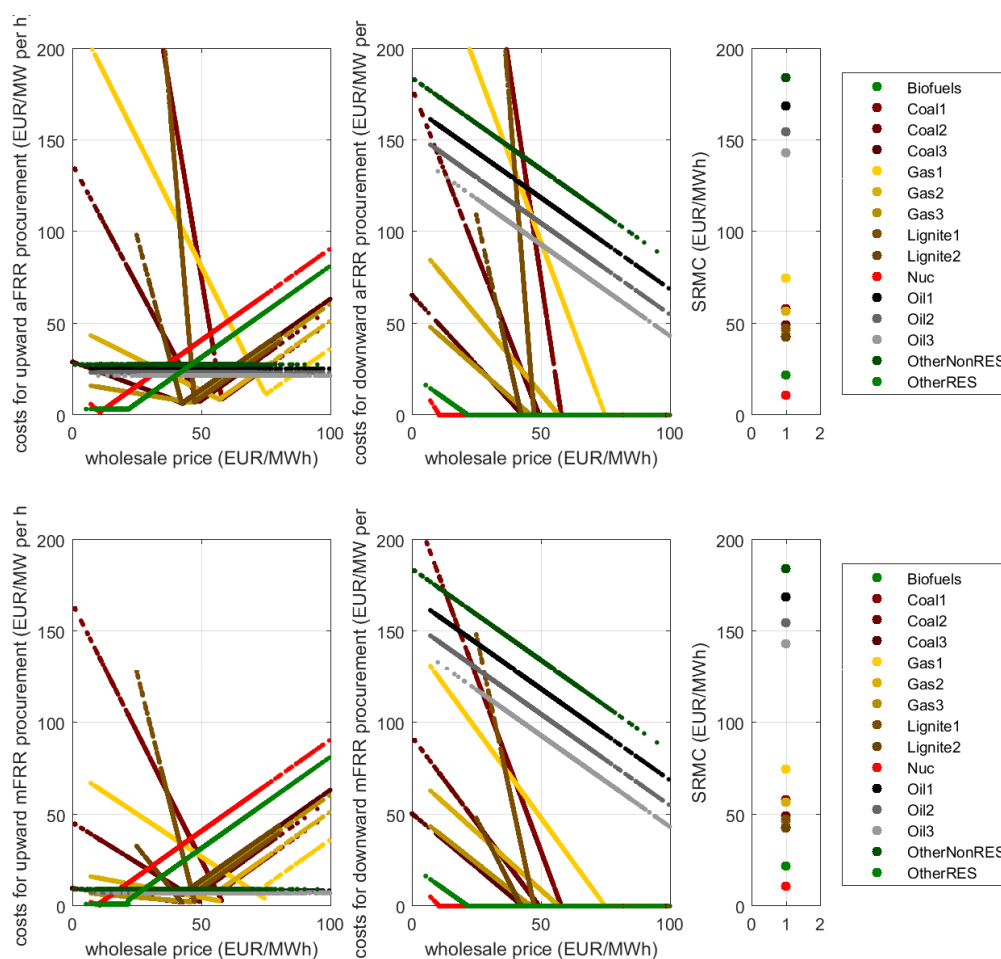 costs for upward aFRR procurement (EUR/MW per h)
200
150
100
50
0
0
50
100
wholesale price (EUR/MWh)
costs for downward aFRR procurement (EUR/MW per
200
150
100
50
0
0
50
100
wholesale price (EUR/MWh)
SRMC (EUR/MWh)
200
150
100
50
0
0
1
2
Biofuels
Coal1
Coal2
Coal3
Gas1
Gas2
Gas3
Lignite1
Lignite2
Nuc
Oil1
Oil2
Oil3
OtherNonRES
OtherRES
costs for upward mFRR procurement (EUR/MW per h
200
150
100
50
0
0
50
100
wholesale price (EUR/MWh)
costs for downward mFRR procurement (EUR/MW per
200
150
100
50
0
0
50
100
wholesale price (EUR/MWh)
SRMC (EUR/MWh)
200
150
100
50
0
0
1
2
Biofuels
Coal1
Coal2
Coal3
Gas1
Gas2
Gas3
Lignite1
Lignite2
Nuc
Oil1
Oil2
Oil3
OtherNonRES
OtherRES